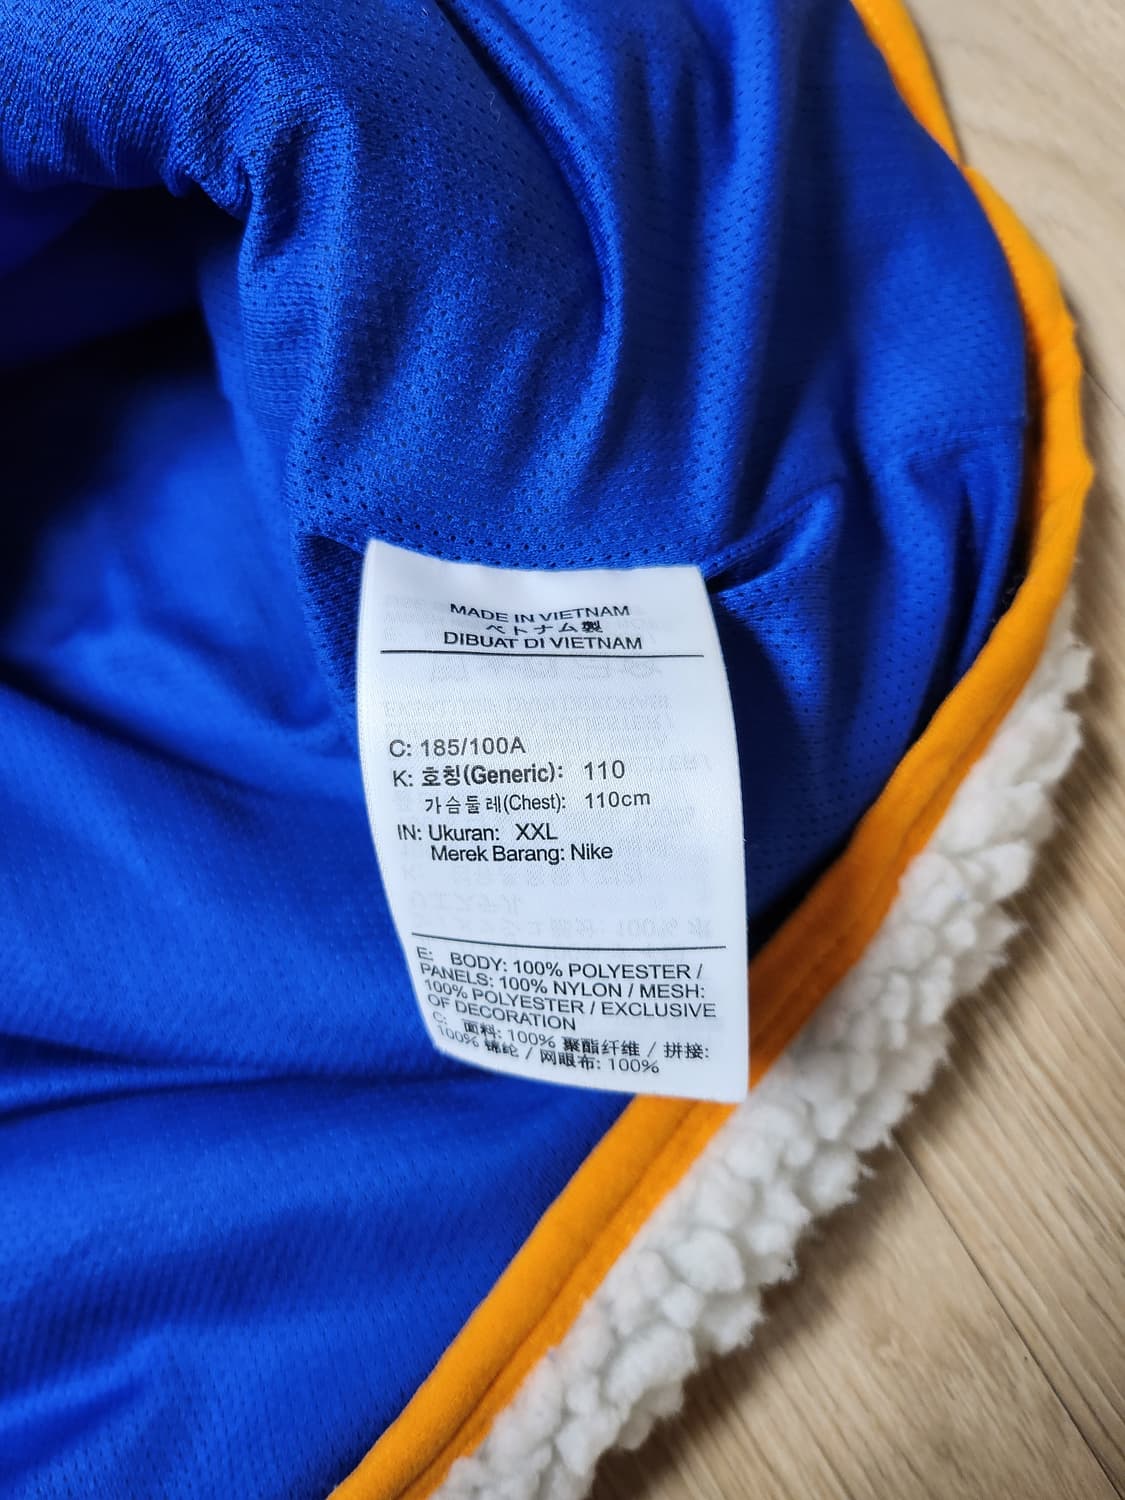 MADE IN VIETNAM
ベトナム製
DIBUAT DI VIETNAM
C: 185/100A
K: 호칭(Generic): 110
가슴둘레(Chest): 110cm
IN: Ukuran: XXL
Merek Barang: Nike
E: BODY: 100% POLYESTER /
PANELS: 100% NYLON / MESH:
100% POLYESTER / EXCLUSIVE
OF DECORATION
C: 面料: 100% 聚酯纤维 / 拼接:
100% 锦纶 / 网眼布: 100%